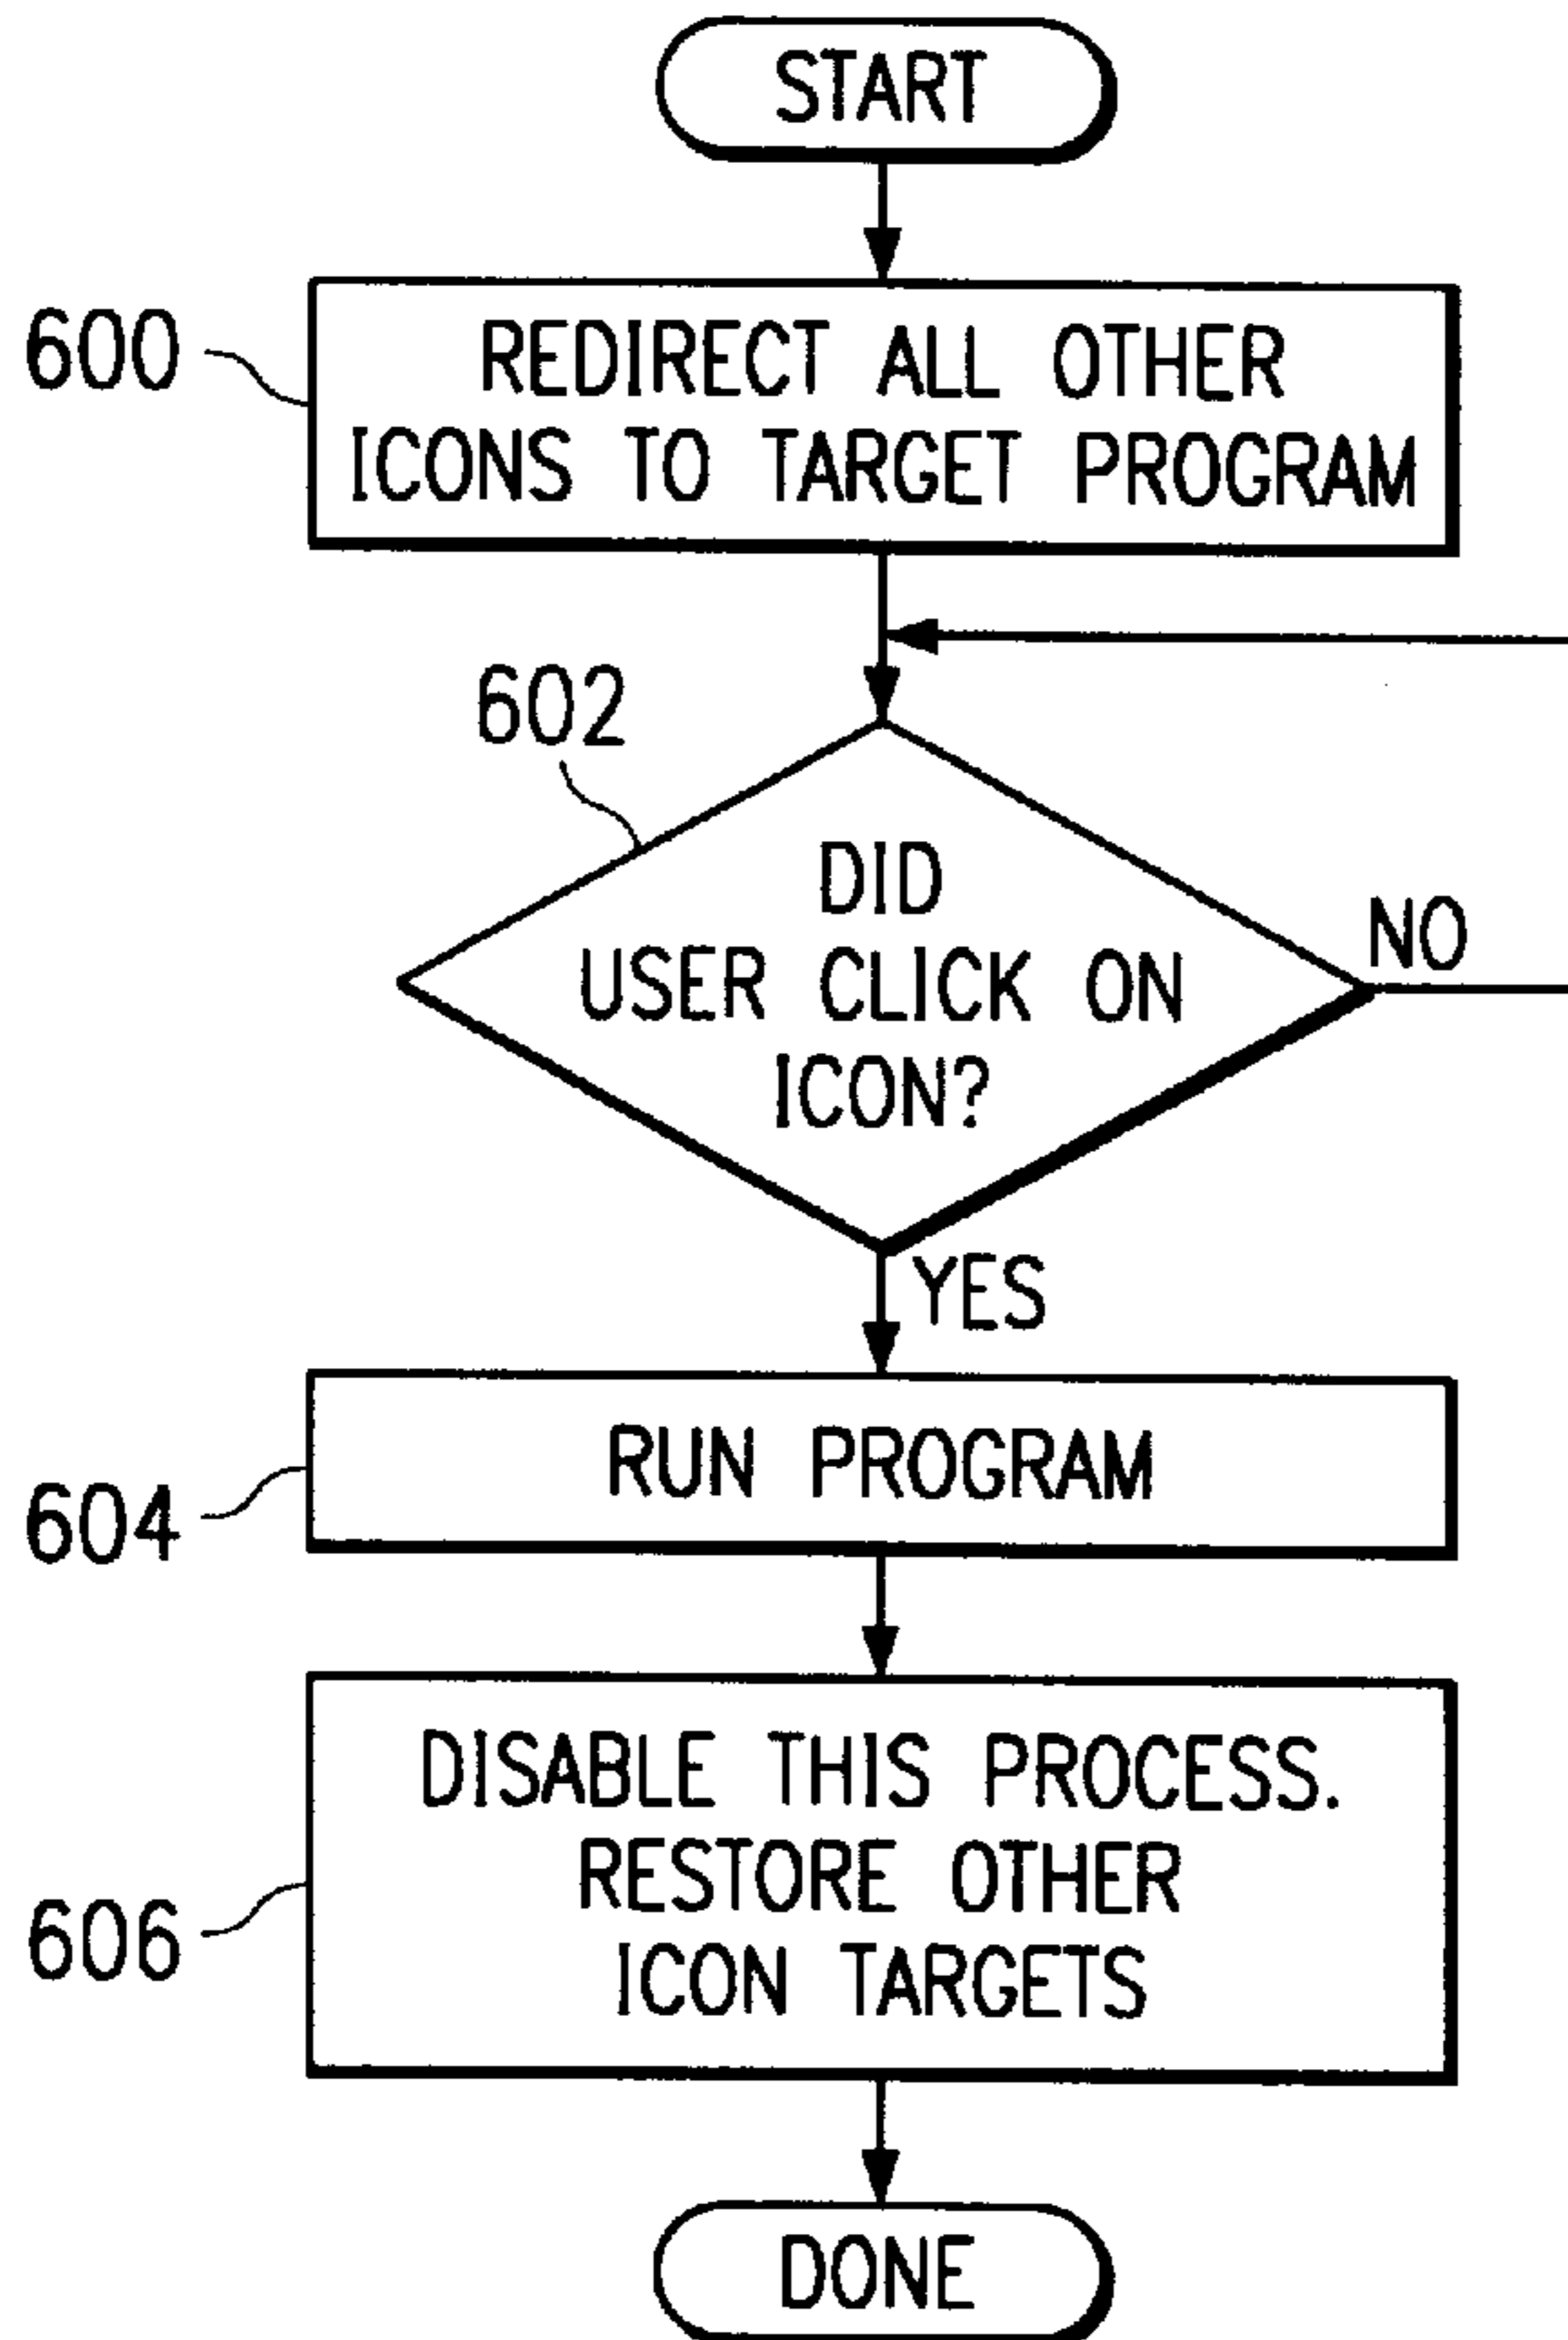 START
600
REDIRECT ALL OTHER
ICONS TO TARGET PROGRAM
602
DID
USER CLICK ON
ICON?
NO
YES
604
RUN PROGRAM
606
DISABLE THIS PROCESS.
RESTORE OTHER
ICON TARGETS
DONE